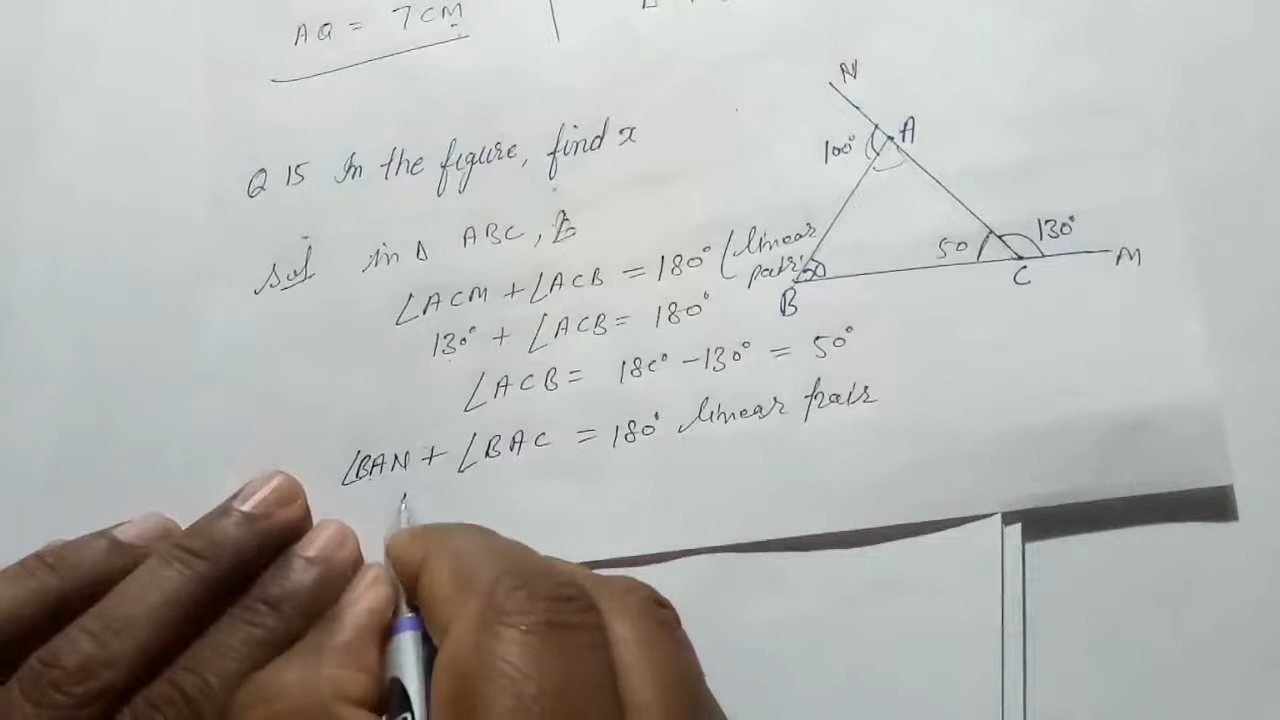 AQ = 7CM
Q 15 In the figure, find x
Sol in Δ ABC,
∠ACM + ∠ACB = 180° (linear pair)
130° + ∠ACB = 180°
∠ACB = 180° - 130° = 50°
∠BAN + ∠BAC = 180° linear pair
N
A
100°
50
130°
M
C
x
B